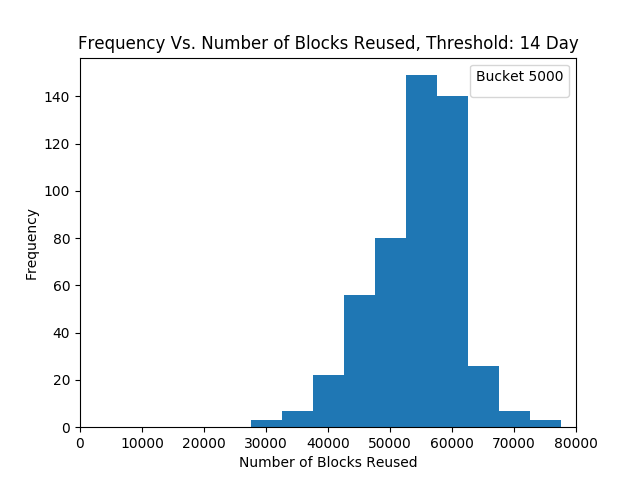 Frequency Vs. Number of Blocks Reused, Threshold: 14 Day
Bucket 5000
140
120
100
80
60
40
20
0
Frequency
0 10000 20000 30000 40000 50000 60000 70000 80000
Number of Blocks Reused